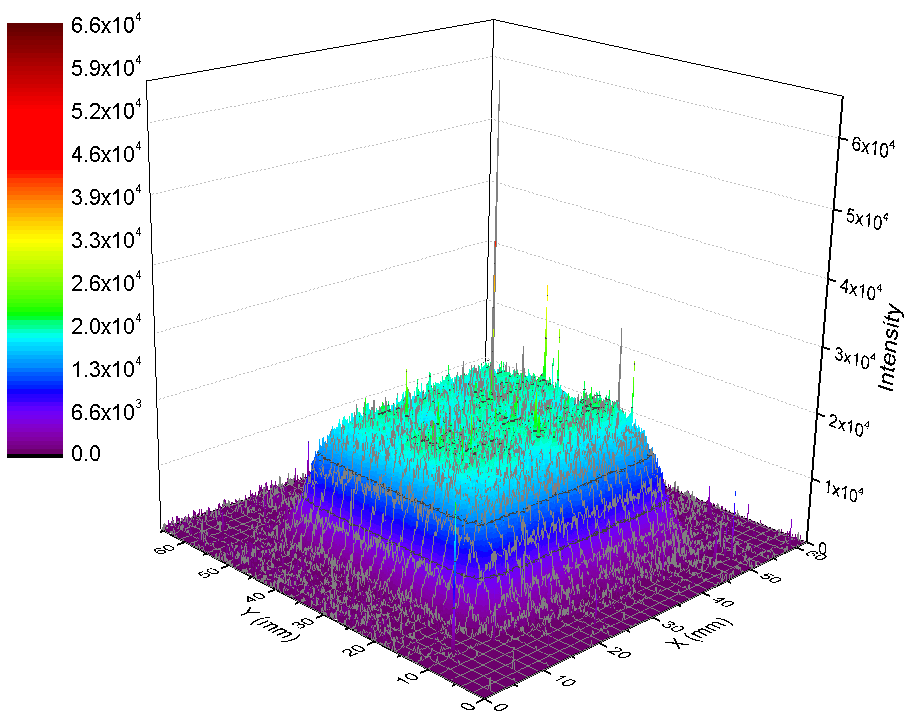 6.6x10⁴
5.9x10⁴
5.2x10⁴
4.6x10⁴
3.9x10⁴
3.3x10⁴
2.6x10⁴
2.0x10⁴
1.3x10⁴
6.6x10³
0.0
6x10⁴
5x10⁴
4x10⁴
3x10⁴
2x10⁴
1x10⁴
0
Intensity
60
50
40
30
20
10
0
Y (mm)
0
10
20
30
40
50
60
X (mm)